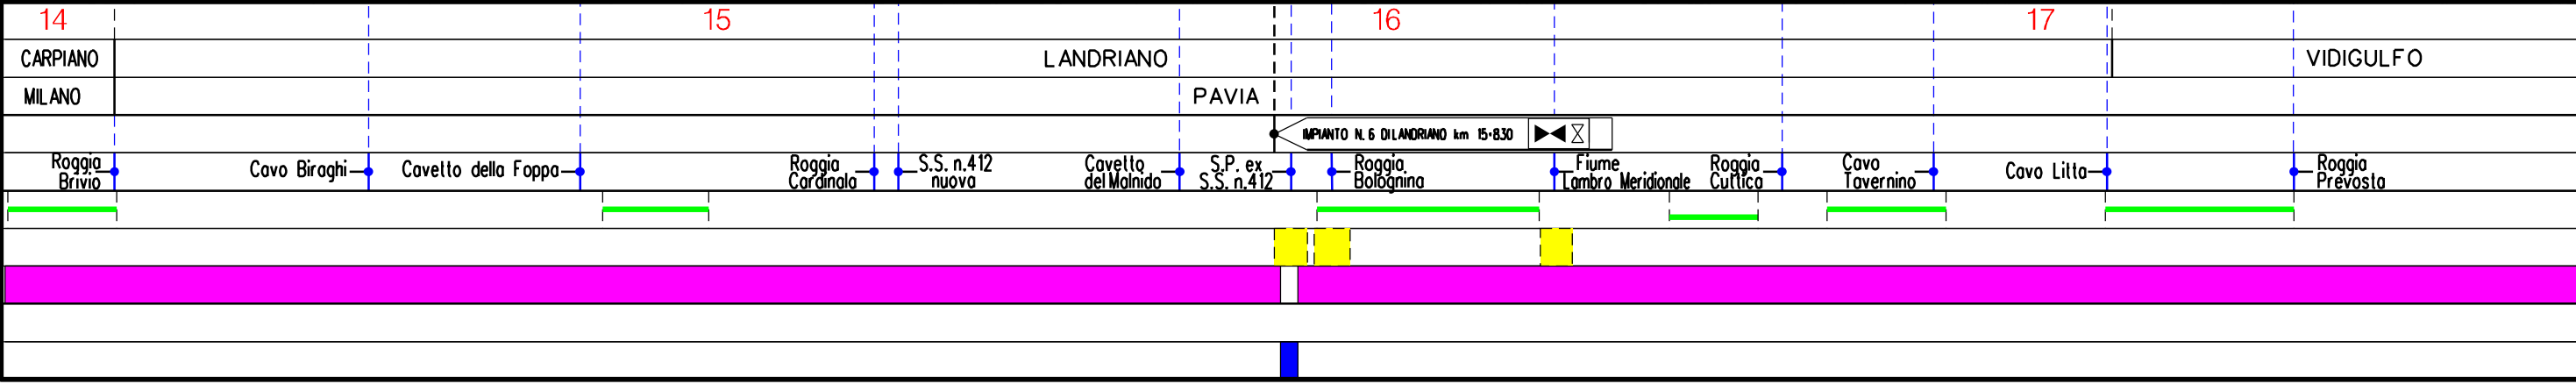 14 15 16 17
CARPIANO LANDRIANO VIDIGULFO
MILANO PAVIA
IMPIANTO N. 6 DI LANDRIANO km 15+830
Roggia
Brivio
Cavo Biraghi
Cavetto della Foppa
Roggia
Cardinala
S.S. n.412
nuova
Cavetto
del Malnido
S.P. ex
S.S. n.412
Roggia
Bolognina
Fiume
Lambro Meridionale
Roggia
Cuttica
Cavo
Tavernino
Cavo Litta
Roggia
Prevosta